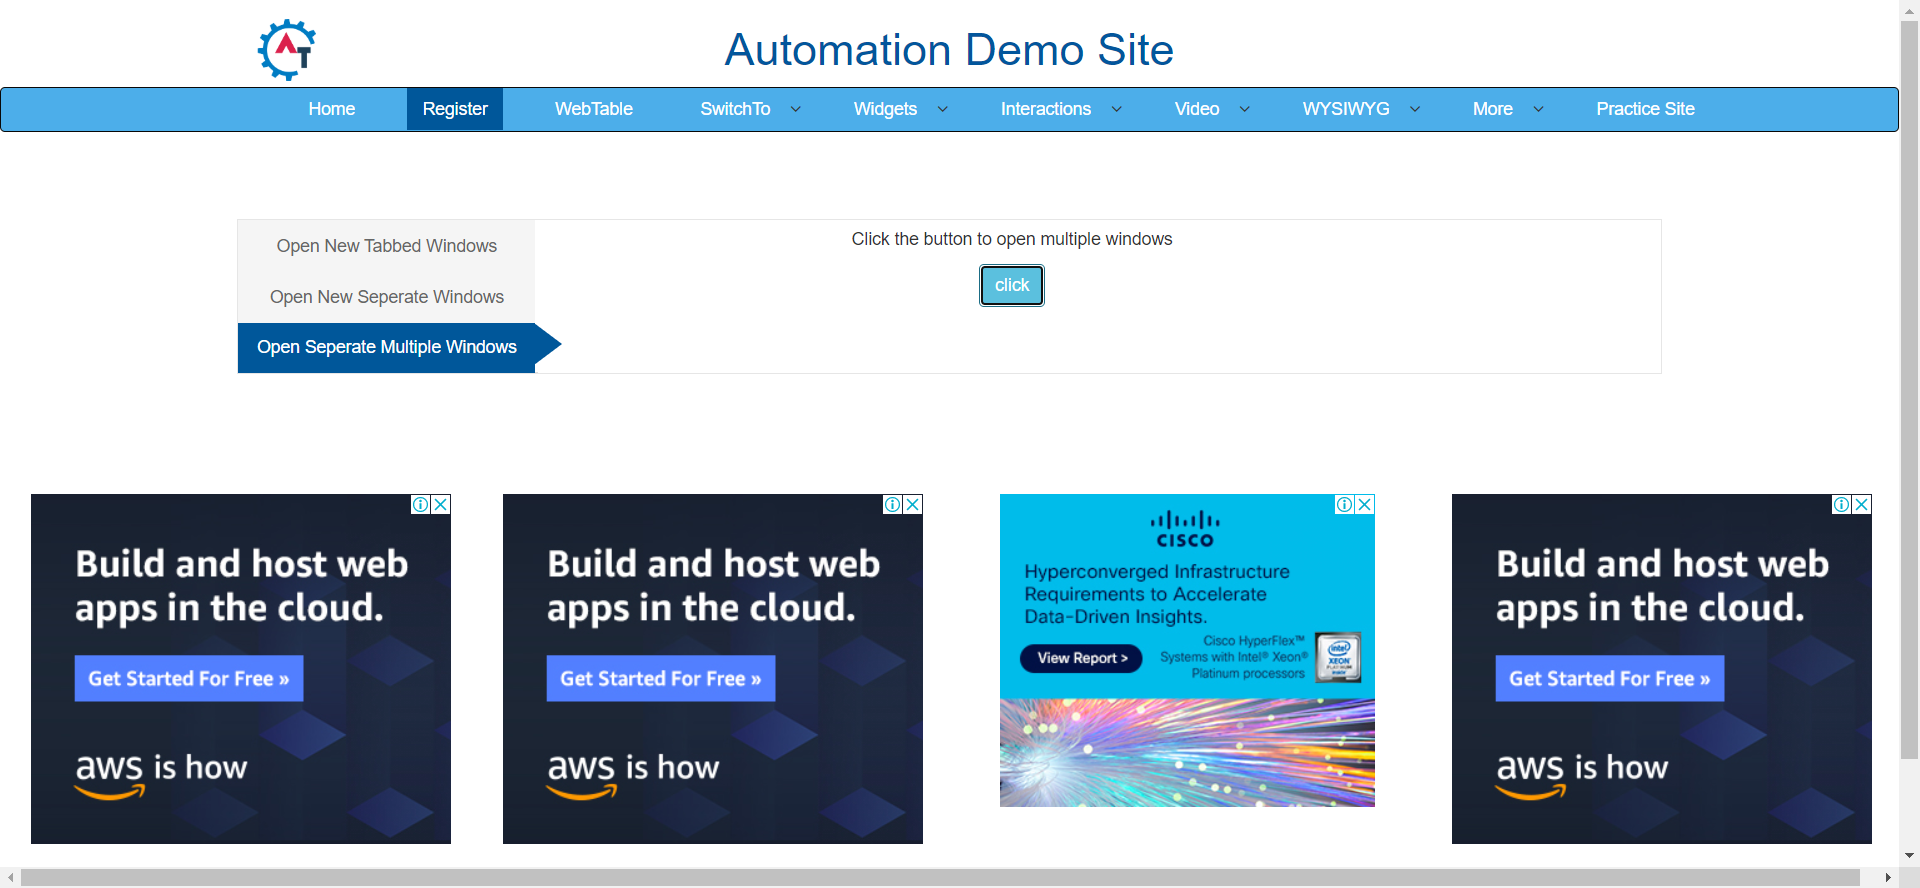 AT
Automation Demo Site
Home Register WebTable SwitchTo Widgets Interactions Video WYSIWYG More Practice Site
Open New Tabbed Windows
Open New Seperate Windows
Open Seperate Multiple Windows
Click the button to open multiple windows
click
Build and host web
apps in the cloud.
Get Started For Free »
aws is how
Build and host web
apps in the cloud.
Get Started For Free »
aws is how
CISCO
Hyperconverged Infrastructure
Requirements to Accelerate
Data-Driven Insights.
View Report >
Cisco HyperFlex™
Systems with Intel® Xeon®
Platinum processors
intel
XEON
PLATINUM
inside
Build and host web
apps in the cloud.
Get Started For Free »
aws is how